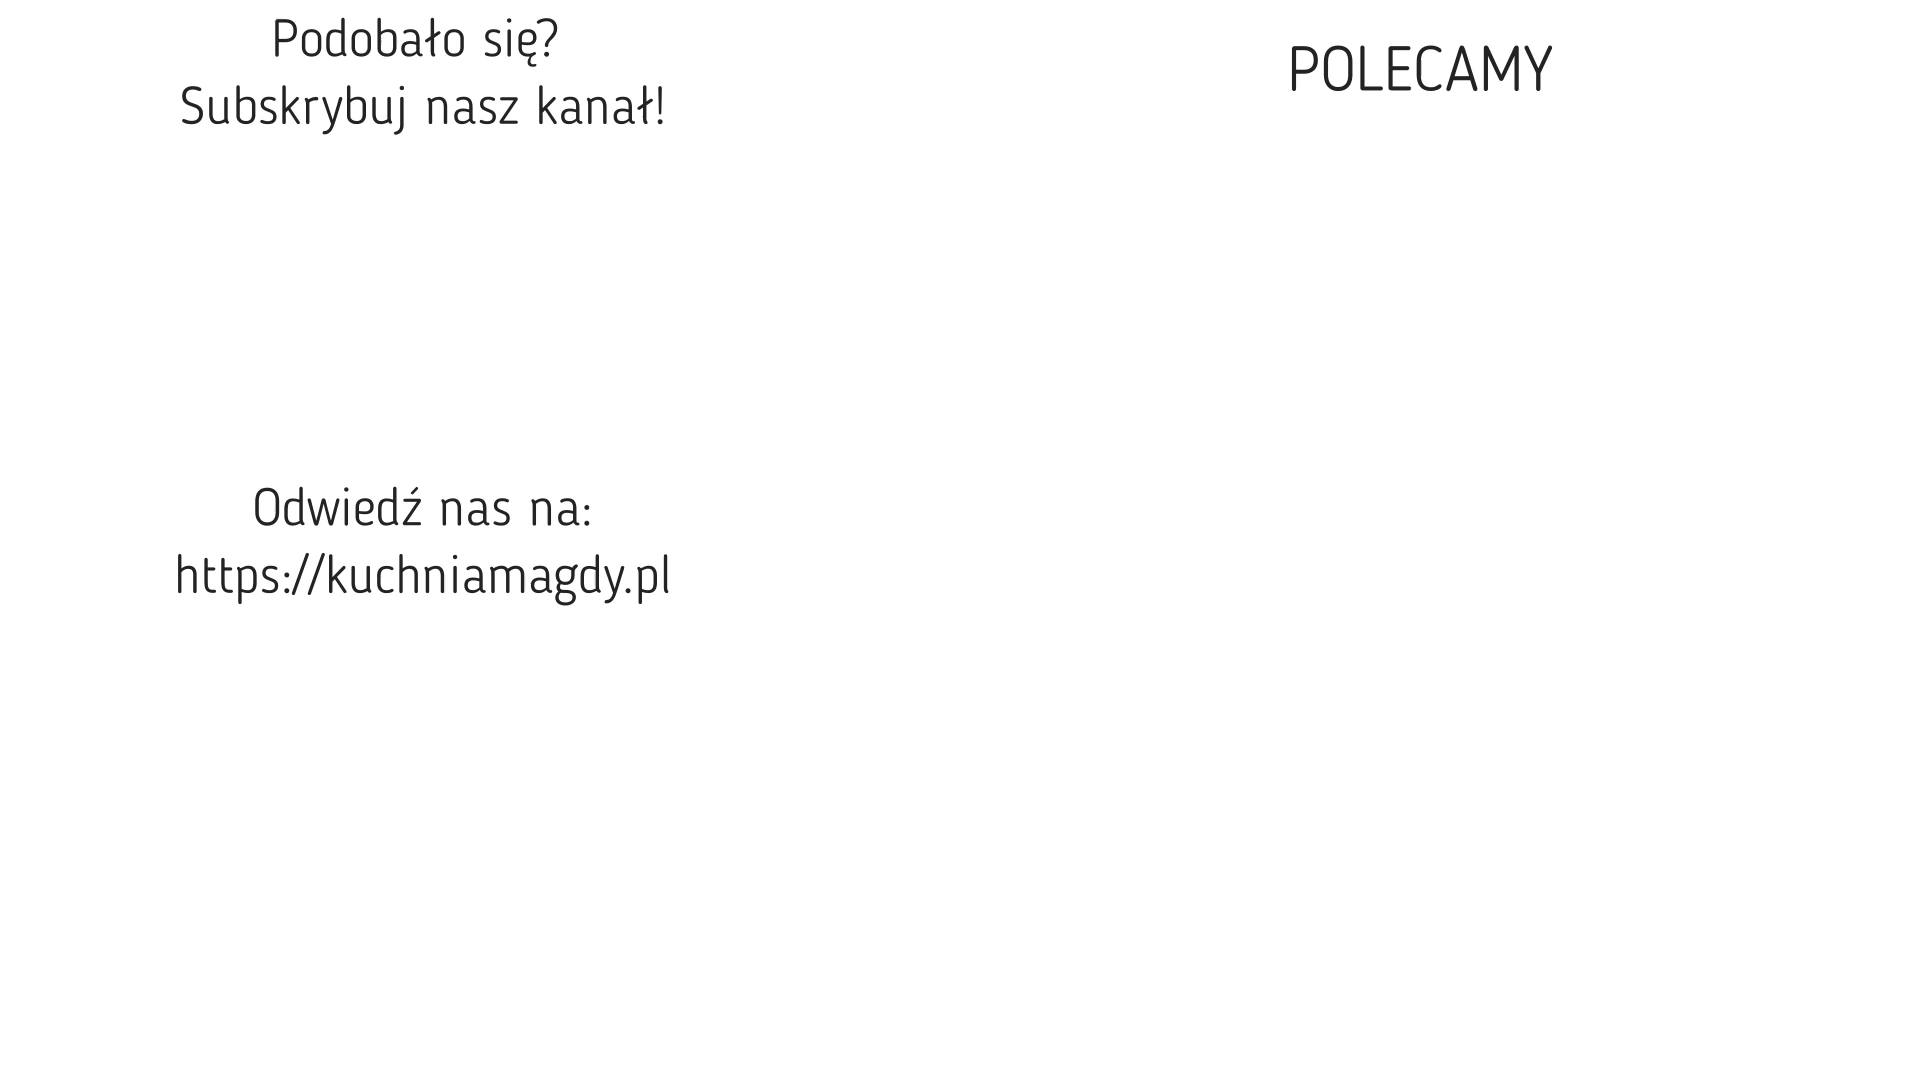 Podobało się?
Subskrybuj nasz kanał!
POLECAMY
Odwiedź nas na:
https://kuchniamagdy.pl